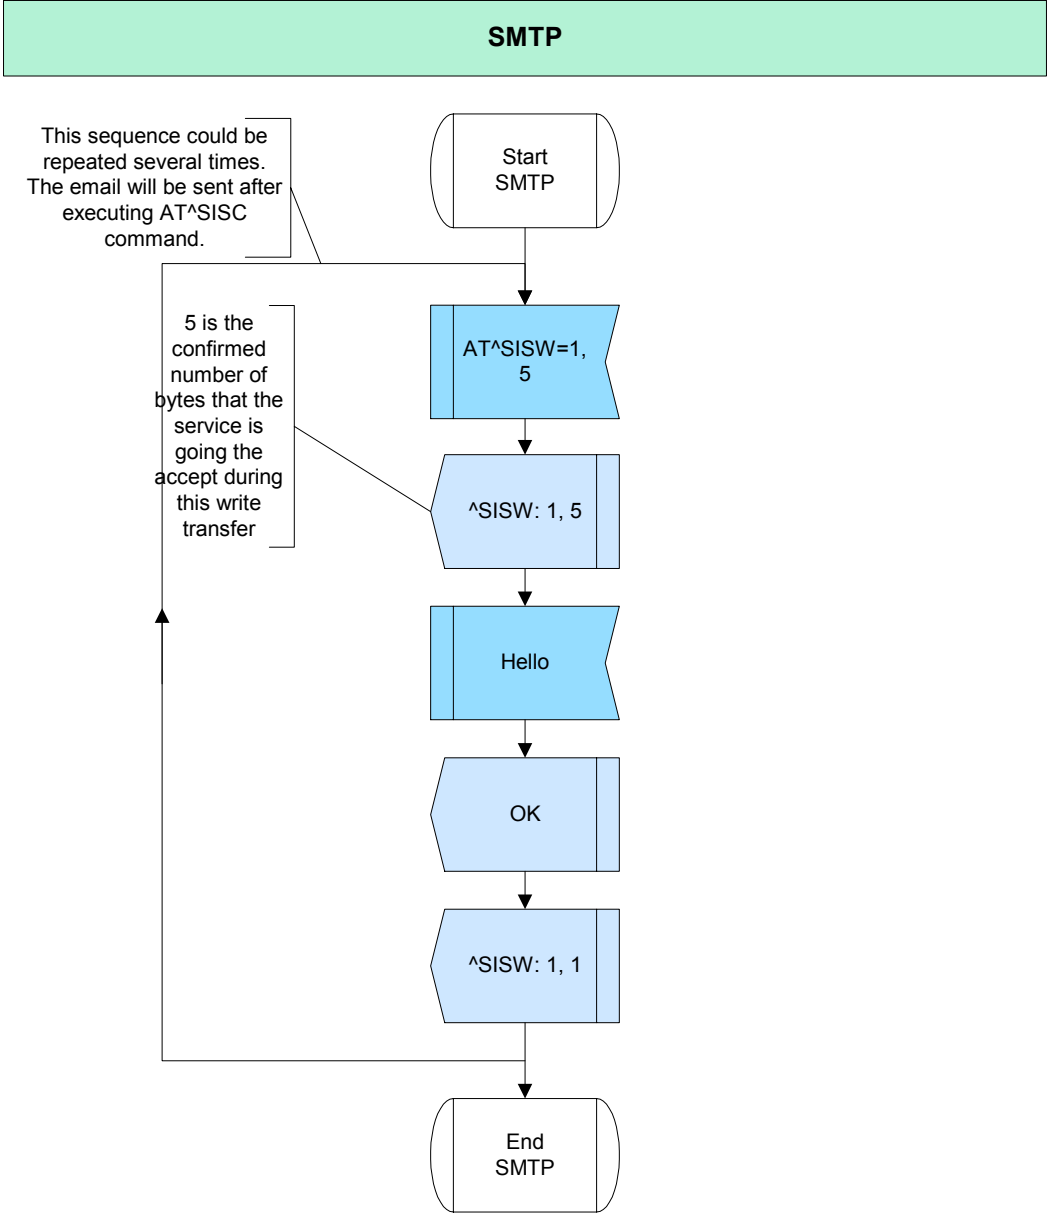 SMTP
This sequence could be
repeated several times.
The email will be sent after
executing AT^SISC
command.
Start
SMTP
5 is the
confirmed
number of
bytes that the
service is
going the
accept during
this write
transfer
AT^SISW=1,
5
^SISW: 1, 5
Hello
OK
^SISW: 1, 1
End
SMTP